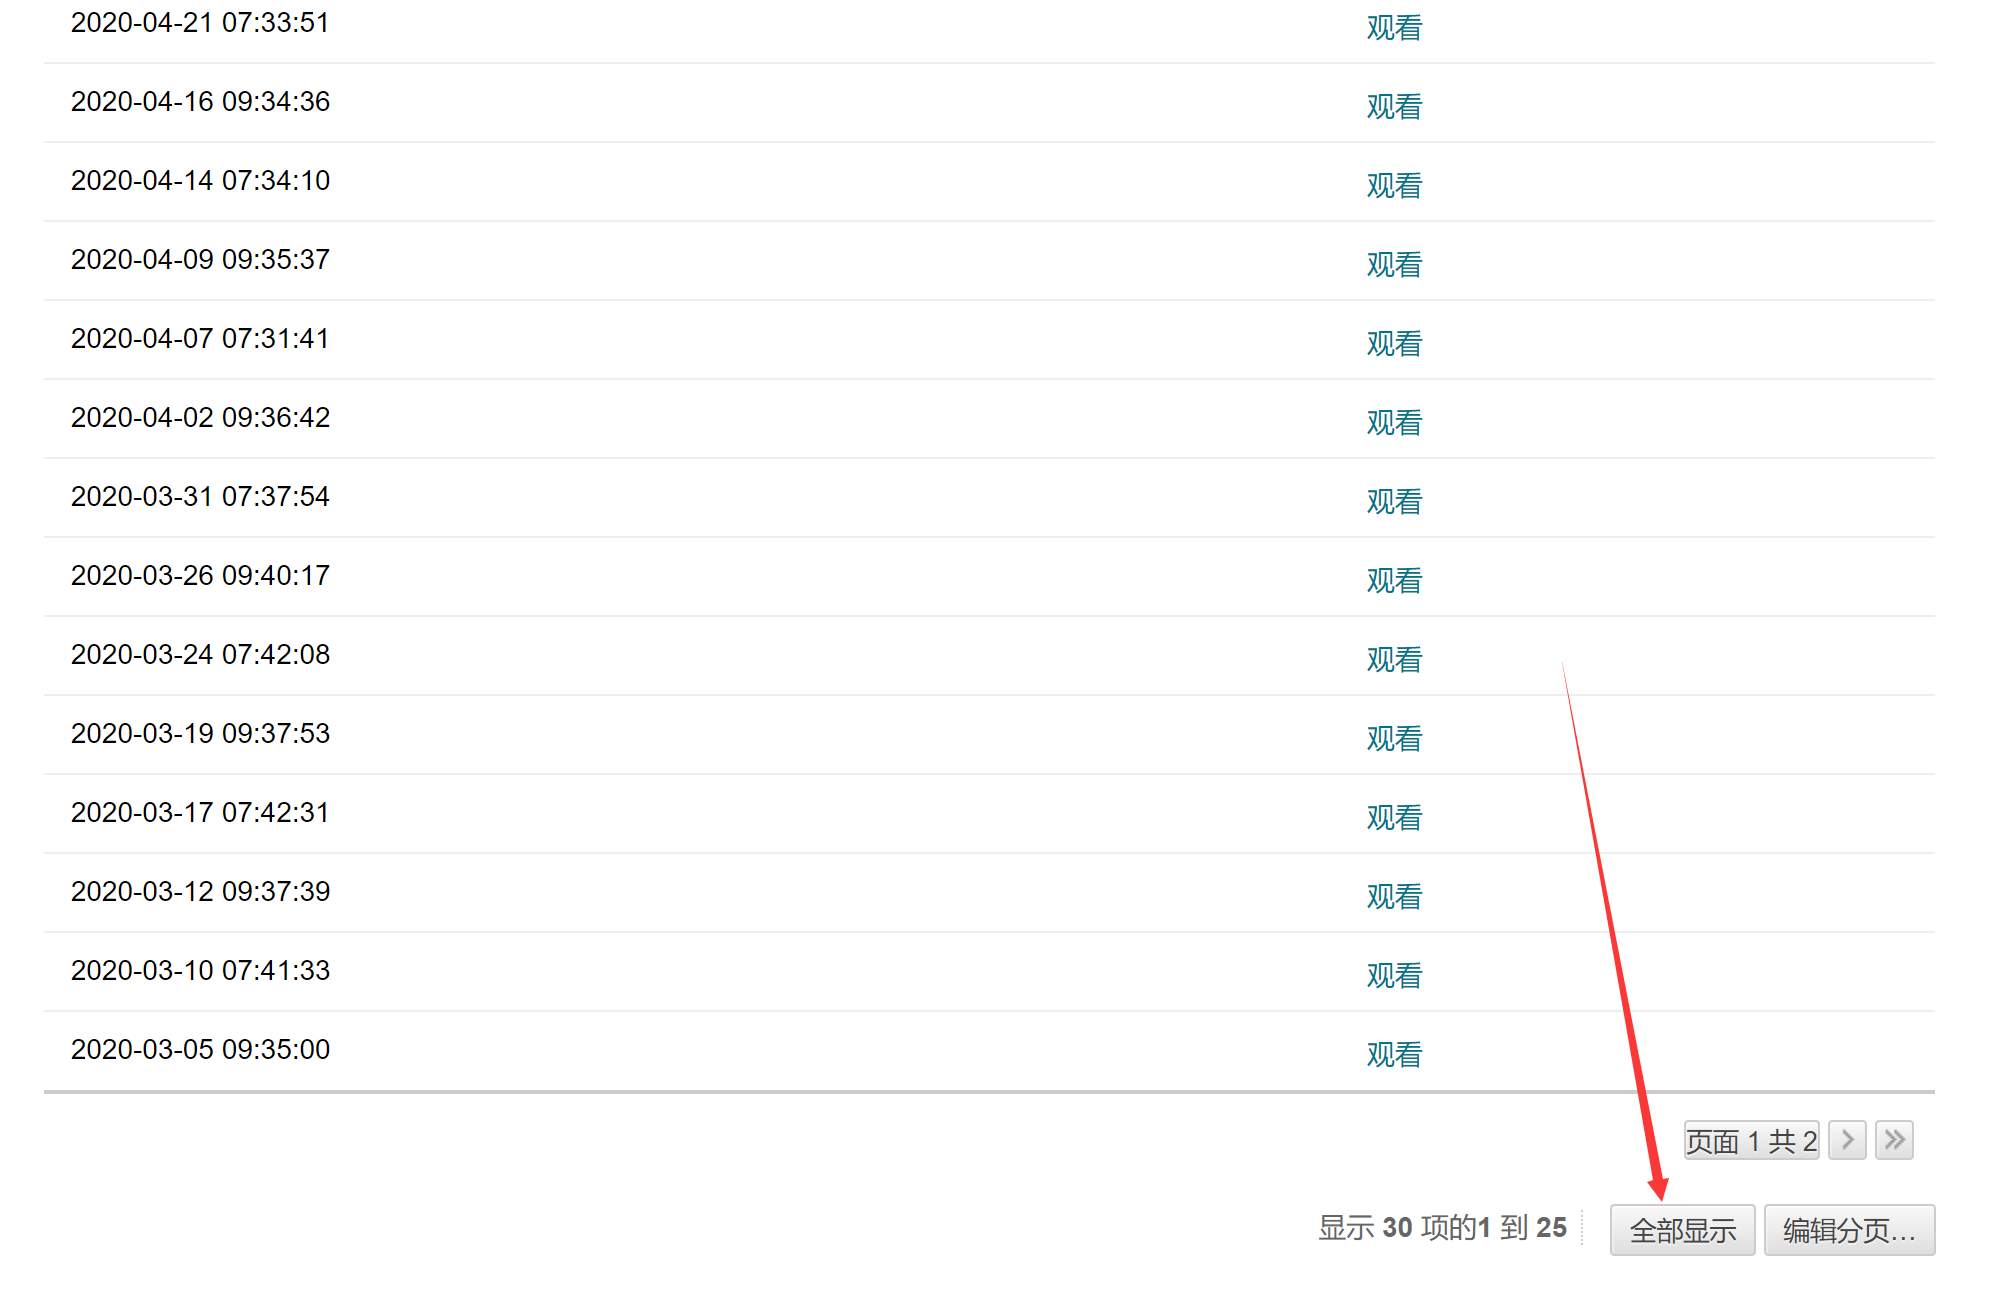 2020-04-21 07:33:51 观看
2020-04-16 09:34:36 观看
2020-04-14 07:34:10 观看
2020-04-09 09:35:37 观看
2020-04-07 07:31:41 观看
2020-04-02 09:36:42 观看
2020-03-31 07:37:54 观看
2020-03-26 09:40:17 观看
2020-03-24 07:42:08 观看
2020-03-19 09:37:53 观看
2020-03-17 07:42:31 观看
2020-03-12 09:37:39 观看
2020-03-10 07:41:33 观看
2020-03-05 09:35:00 观看
页面 1 共 2 > >>
显示 30 项的1 到 25 全部显示 编辑分页...